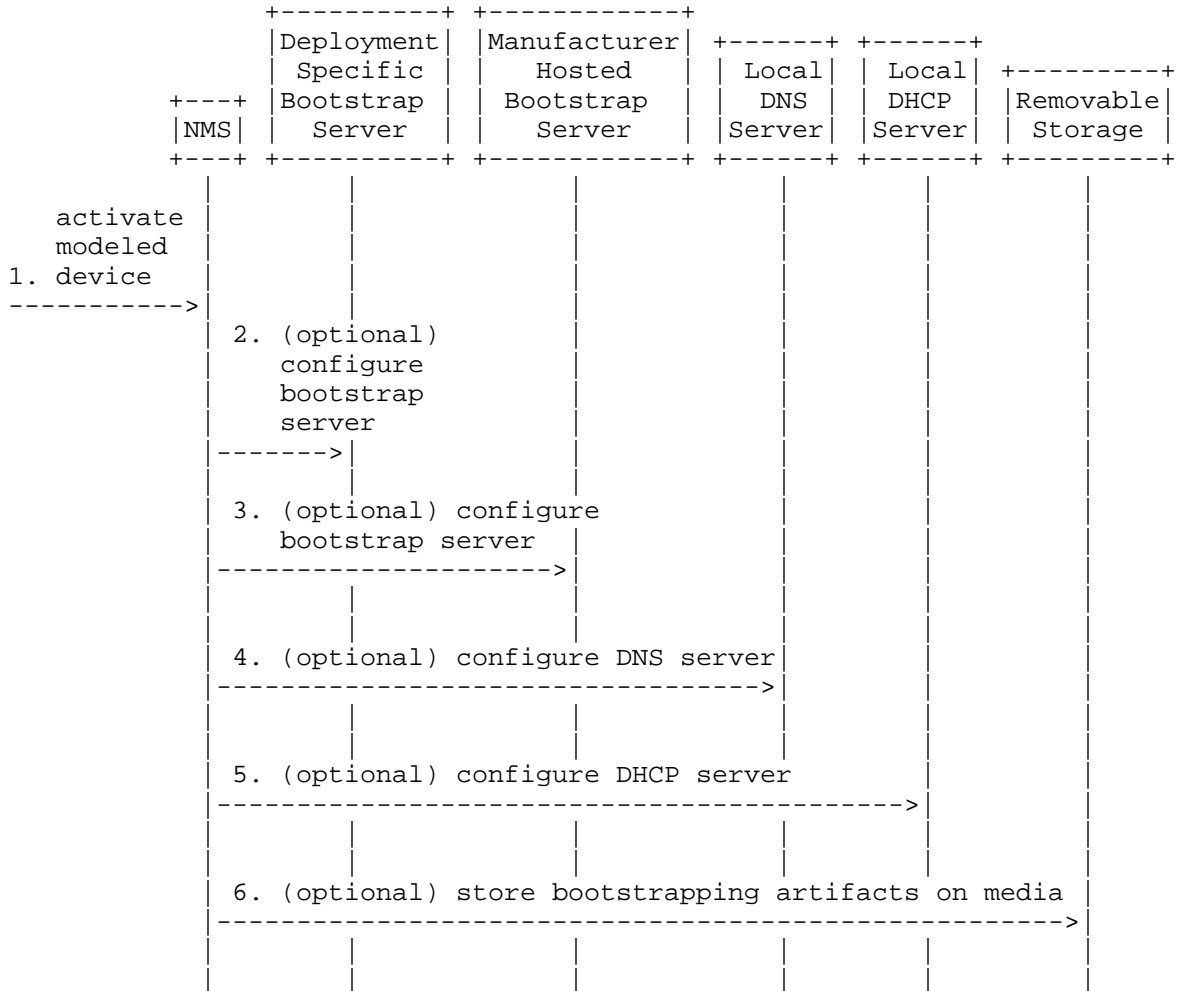 Deployment Manufacturer
Specific Hosted Local Local
Bootstrap Bootstrap DNS DHCP Removable
NMS Server Server Server Server Storage
activate
modeled
1. device
2. (optional)
configure
bootstrap
server
3. (optional) configure
bootstrap server
4. (optional) configure DNS server
5. (optional) configure DHCP server
6. (optional) store bootstrapping artifacts on media